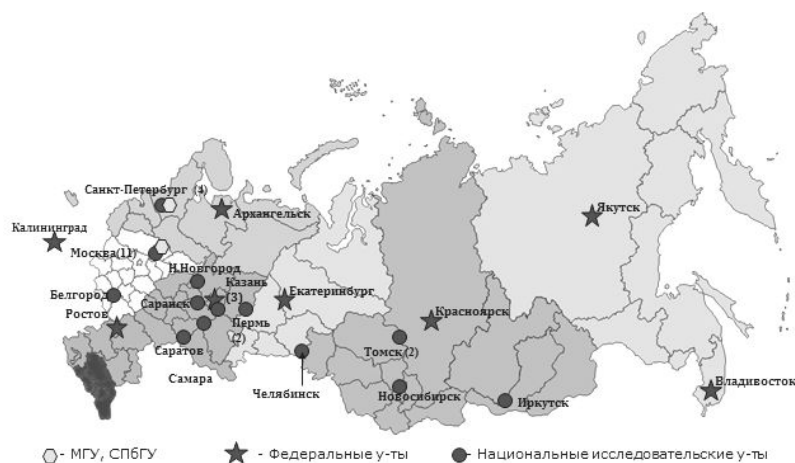 Санкт-Петербург (4)
Архангельск
Якутск
Калининград
Москва(11)
Н.Новгород
Казань
(3)
Екатеринбург
Белгород
Саранск
Ростов
Пермь
(2)
Красноярск
Саратов
Томск (2)
Самара
Челябинск
Новосибирск
Иркутск
Владивосток
- МГУ, СПбГУ
- Федеральные у-ты
- Национальные исследовательские у-ты